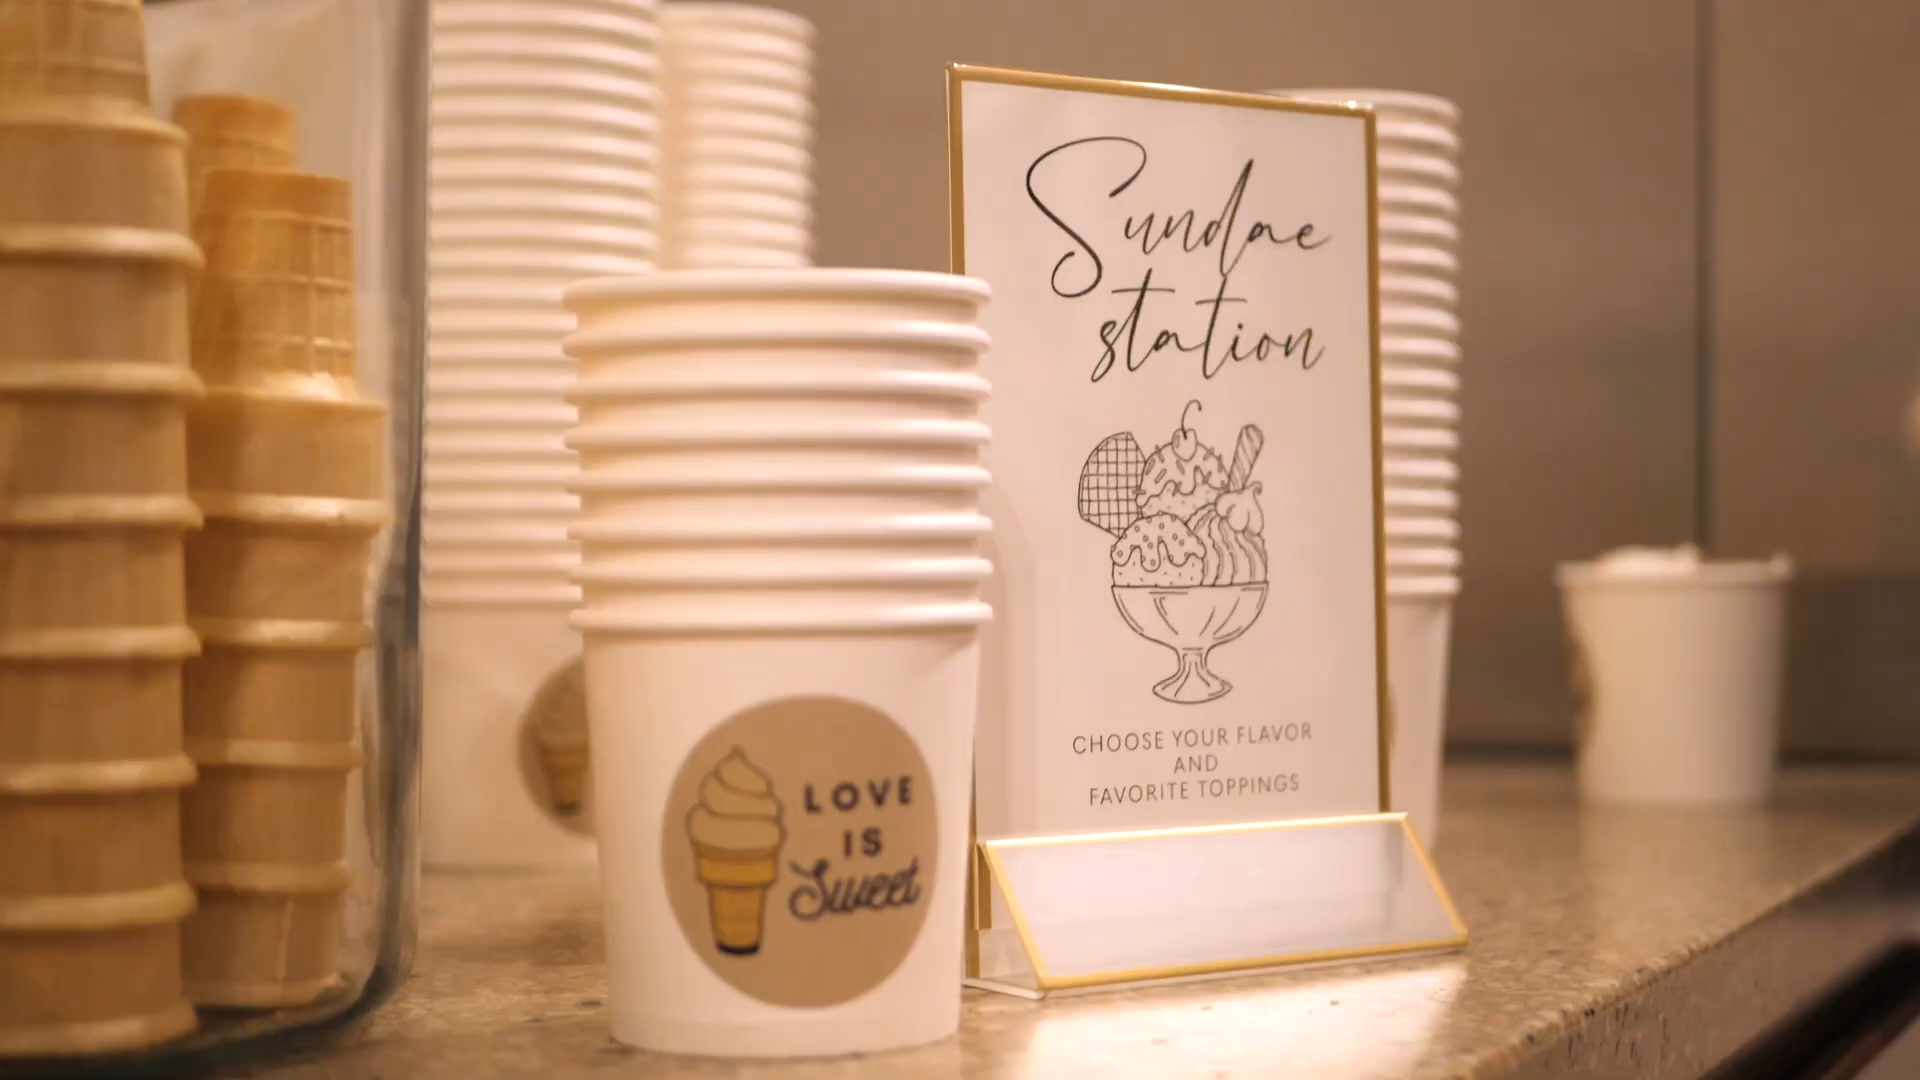 Sundae
station
CHOOSE YOUR FLAVOR
AND
FAVORITE TOPPINGS
LOVE
IS
Sweet